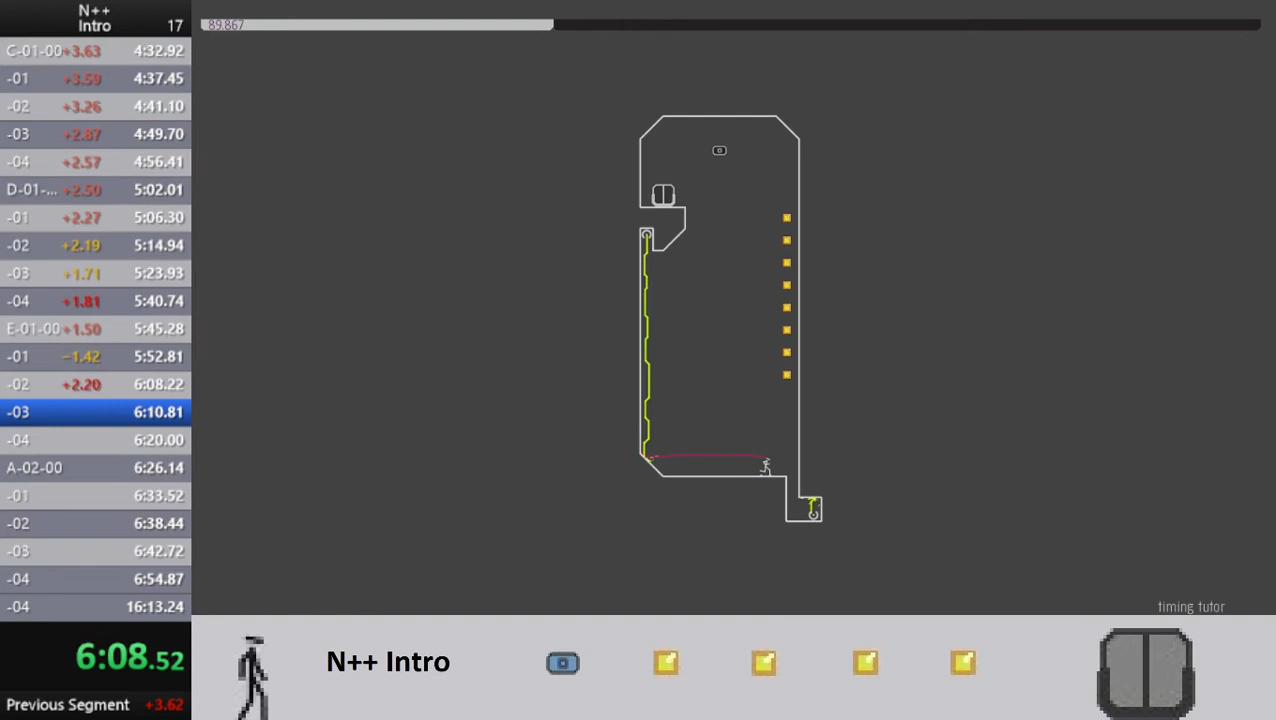 N++
Intro 17
89.867
C-01-00 +3.63 4:32.92
-01 +3.59 4:37.45
-02 +3.26 4:41.10
-03 +2.87 4:49.70
-04 +2.57 4:56.41
D-01-... +2.50 5:02.01
-01 +2.27 5:06.30
-02 +2.19 5:14.94
-03 +1.71 5:23.93
-04 +1.81 5:40.74
E-01-00 +1.50 5:45.28
-01 −1.42 5:52.81
-02 +2.20 6:08.22
-03 6:10.81
-04 6:20.00
A-02-00 6:26.14
-01 6:33.52
-02 6:38.44
-03 6:42.72
-04 6:54.87
-04 16:13.24
timing tutor
6:08.52
N++ Intro
Previous Segment +3.62